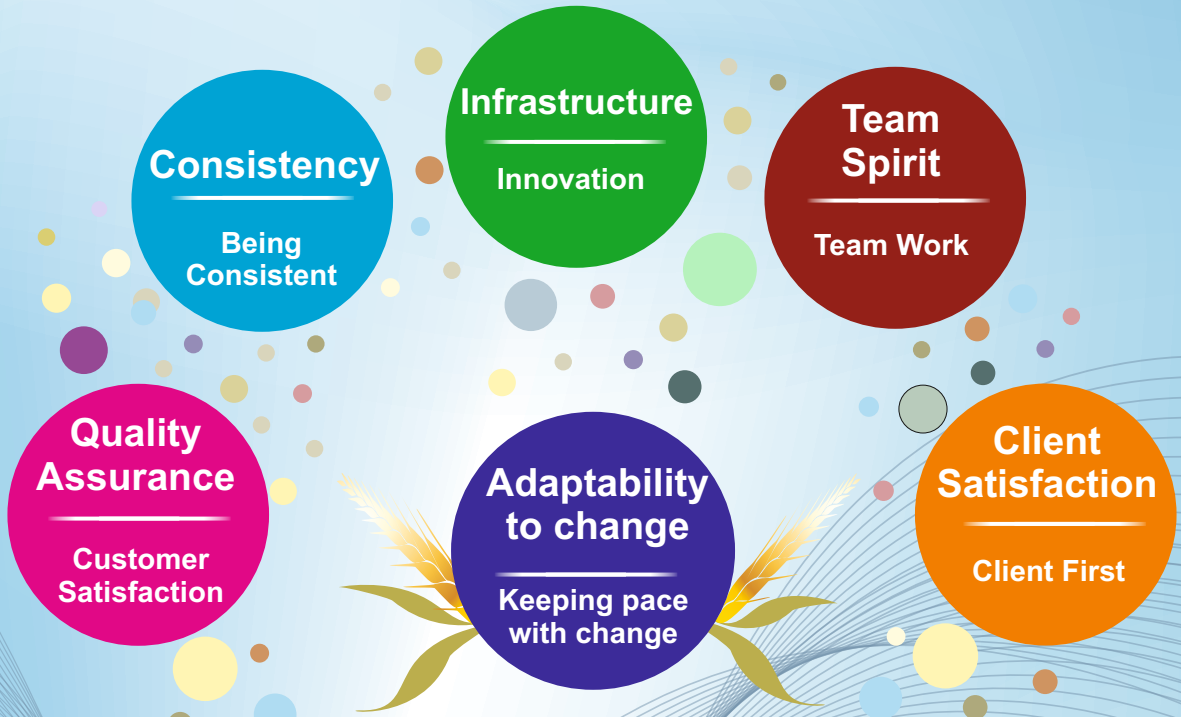 Infrastructure
Innovation
Consistency
Being
Consistent
Team
Spirit
Team Work
Quality
Assurance
Customer
Satisfaction
Adaptability
to change
Keeping pace
with change
Client
Satisfaction
Client First